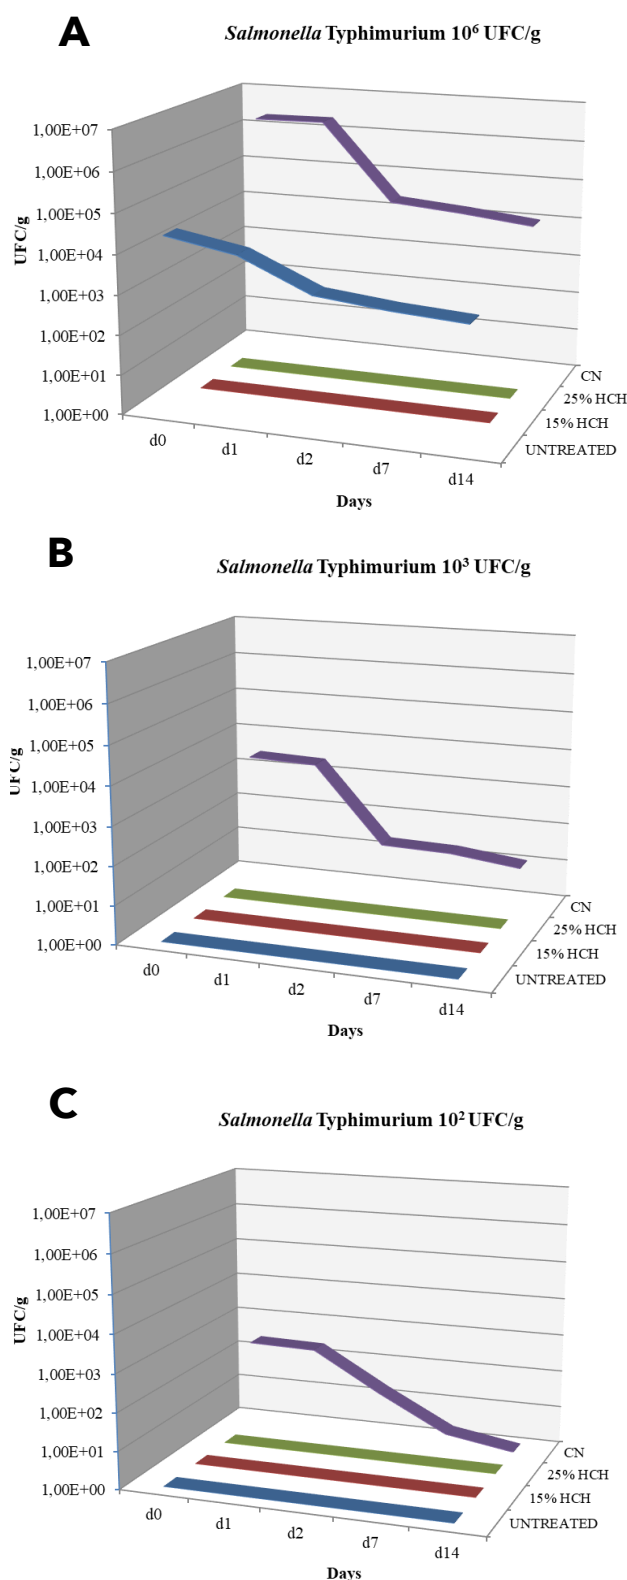 A
Salmonella Typhimurium 10⁶ UFC/g
1,00E+07
1,00E+06
1,00E+05
1,00E+04
1,00E+03
1,00E+02
1,00E+01
1,00E+00
UFC/g
d0
d1
d2
d7
d14
Days
CN
25% HCH
15% HCH
UNTREATED
B
Salmonella Typhimurium 10³ UFC/g
1,00E+07
1,00E+06
1,00E+05
1,00E+04
1,00E+03
1,00E+02
1,00E+01
1,00E+00
UFC/g
d0
d1
d2
d7
d14
Days
CN
25% HCH
15% HCH
UNTREATED
C
Salmonella Typhimurium 10² UFC/g
1,00E+07
1,00E+06
1,00E+05
1,00E+04
1,00E+03
1,00E+02
1,00E+01
1,00E+00
UFC/g
d0
d1
d2
d7
d14
Days
CN
25% HCH
15% HCH
UNTREATED